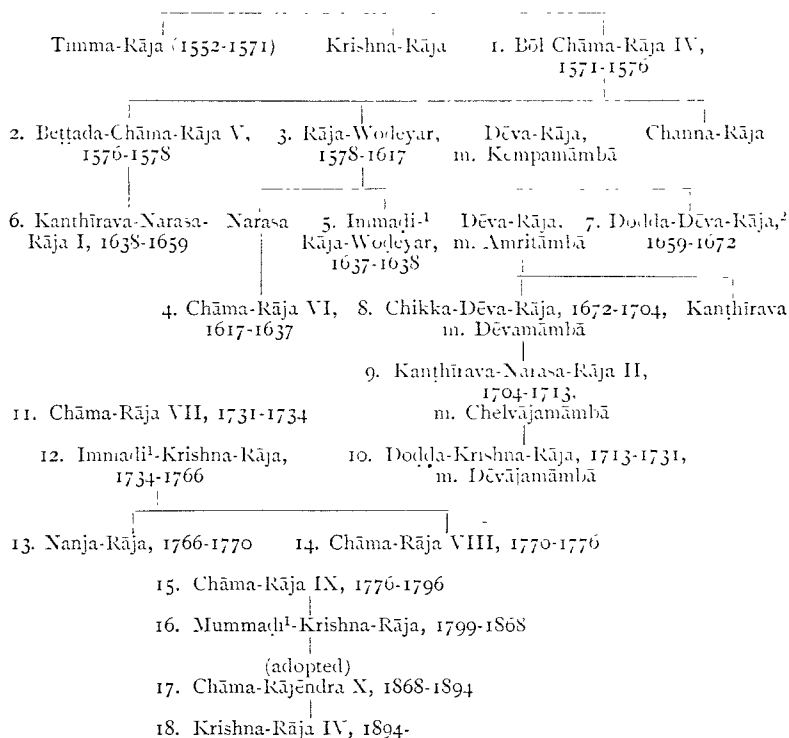 Timma-Rāja (1552-1571) Krishna-Rāja 1. Bōl Chāma-Rāja IV,
1571-1576
2. Beṭṭada-Chāma-Rāja V, 3. Rāja-Wodeyar, Dēva-Rāja, Channa-Rāja
1576-1578 1578-1617 m. Kempamāmbā
6. Kanthīrava-Narasa- Narasa 5. Immaḍi-¹ Dēva-Rāja, 7. Doḍḍa-Dēva-Rāja,²
Rāja I, 1638-1659 Rāja-Wodeyar, m. Amritāmbā 1659-1672
1637-1638
4. Chāma-Rāja VI, 8. Chikka-Dēva-Rāja, 1672-1704, Kanṭhīrava
1617-1637 m. Dēvamāmbā
9. Kanṭhīrava-Narasa-Rāja II,
1704-1713,
11. Chāma-Rāja VII, 1731-1734 m. Chelvājamāmbā
12. Immaḍi¹-Krishna-Rāja, 10. Doḍḍa-Krishna-Rāja, 1713-1731,
1734-1766 m. Dēvājamāmbā
13. Nanja-Rāja, 1766-1770 14. Chāma-Rāja VIII, 1770-1776
15. Chāma-Rāja IX, 1776-1796
16. Mummaḍi¹-Krishna-Rāja, 1799-1868
(adopted)
17. Chāma-Rājēndra X, 1868-1894
18. Krishna-Rāja IV, 1894-